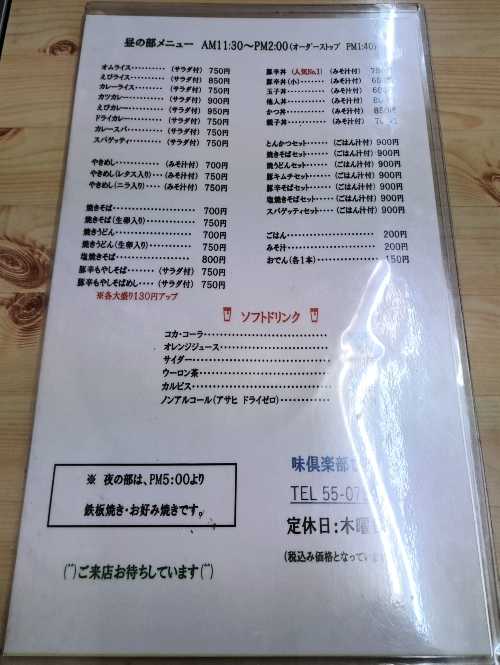 昼の部メニュー AM11:30～PM2:00(オーダーストップ PM1:40)
オムライス・・・・・・・・・・(サラダ付) 750円
えびライス・・・・・・・・・・(サラダ付) 850円
カレーライス・・・・・・・・(サラダ付) 750円
カツカレー・・・・・・・・・・(サラダ付) 900円
えびカレー・・・・・・・・・・(サラダ付) 950円
ドライカレー・・・・・・・・(サラダ付) 750円
カレースパ・・・・・・・・・・(サラダ付) 750円
スパゲッティ・・・・・・・・(サラダ付) 750円
やきめし・・・・・・・・・・・・(みそ汁付) 700円
やきめし(レタス入り)・・・・(みそ汁付) 750円
やきめし(ニラ入り)・・・・・(みそ汁付) 750円
焼きそば・・・・・・・・・・・・・・・・・・ 700円
焼きそば(生卵入り)・・・・・・・・・・ 750円
焼きうどん・・・・・・・・・・・・・・・・ 700円
焼きうどん(生卵入り)・・・・・・・・ 750円
塩焼きそば・・・・・・・・・・・・・・・・ 800円
豚辛もやしそば・・・・・・(サラダ付) 750円
豚辛もやしそばめし・・・(サラダ付) 750円
※各大盛り130円アップ
豚辛丼 (人気No.1) (みそ汁付)
豚辛丼(小)・・・・・・・・(みそ汁付)
玉子丼・・・・・・・・・・・・(みそ汁付)
他人丼・・・・・・・・・・・・(みそ汁付)
かつ丼・・・・・・・・・・・・(みそ汁付) 850円
親子丼・・・・・・・・・・・・(みそ汁付)
とんかつセット・・・・・・(ごはん汁付) 900円
焼きそばセット・・・・・・(ごはん汁付) 900円
焼うどんセット・・・・・・(ごはん汁付) 900円
豚キムチセット・・・・・・(ごはん汁付) 900円
豚辛そばセット・・・・・・(ごはん汁付) 900円
塩焼きそばセット・・・・(ごはん汁付) 900円
スパゲティセット・・・・(ごはん汁付) 900円
ごはん・・・・・・・・・・・・・・・・・・ 200円
みそ汁・・・・・・・・・・・・・・・・・・ 200円
おでん(各1本)・・・・・・・・・・・・ 150円
ソフトドリンク
コカ・コーラ・・・・・・・・・・・・・・・・・・・・
オレンジジュース・・・・・・・・・・・・・・・・
サイダー・・・・・・・・・・・・・・・・・・・・・・
ウーロン茶・・・・・・・・・・・・・・・・・・・・
カルピス・・・・・・・・・・・・・・・・・・・・・・
ノンアルコール(アサヒ ドライゼロ)・・・・・・・・
※ 夜の部は、PM5:00より
鉄板焼き・お好み焼きです。
味倶楽部
TEL 55-07
定休日:木曜
(税込み価格となっていま
(^^)ご来店お待ちしています(^^)